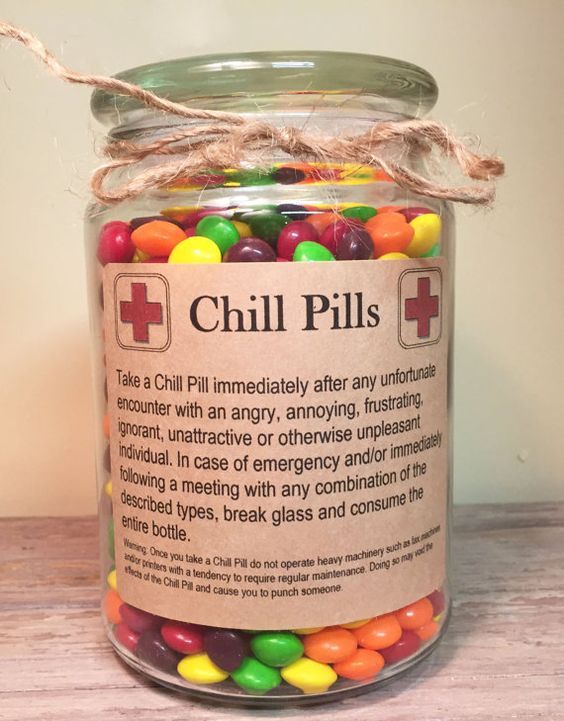 Chill Pills
Take a Chill Pill immediately after any unfortunate
encounter with an angry, annoying, frustrating,
ignorant, unattractive or otherwise unpleasant
individual. In case of emergency and/or immediately
following a meeting with any combination of the
described types, break glass and consume the
entire bottle.
Warning: Once you take a Chill Pill do not operate heavy machinery such as fax machines
and/or printers with a tendency to require regular maintenance. Doing so may void the
effects of the Chill Pill and cause you to punch someone.